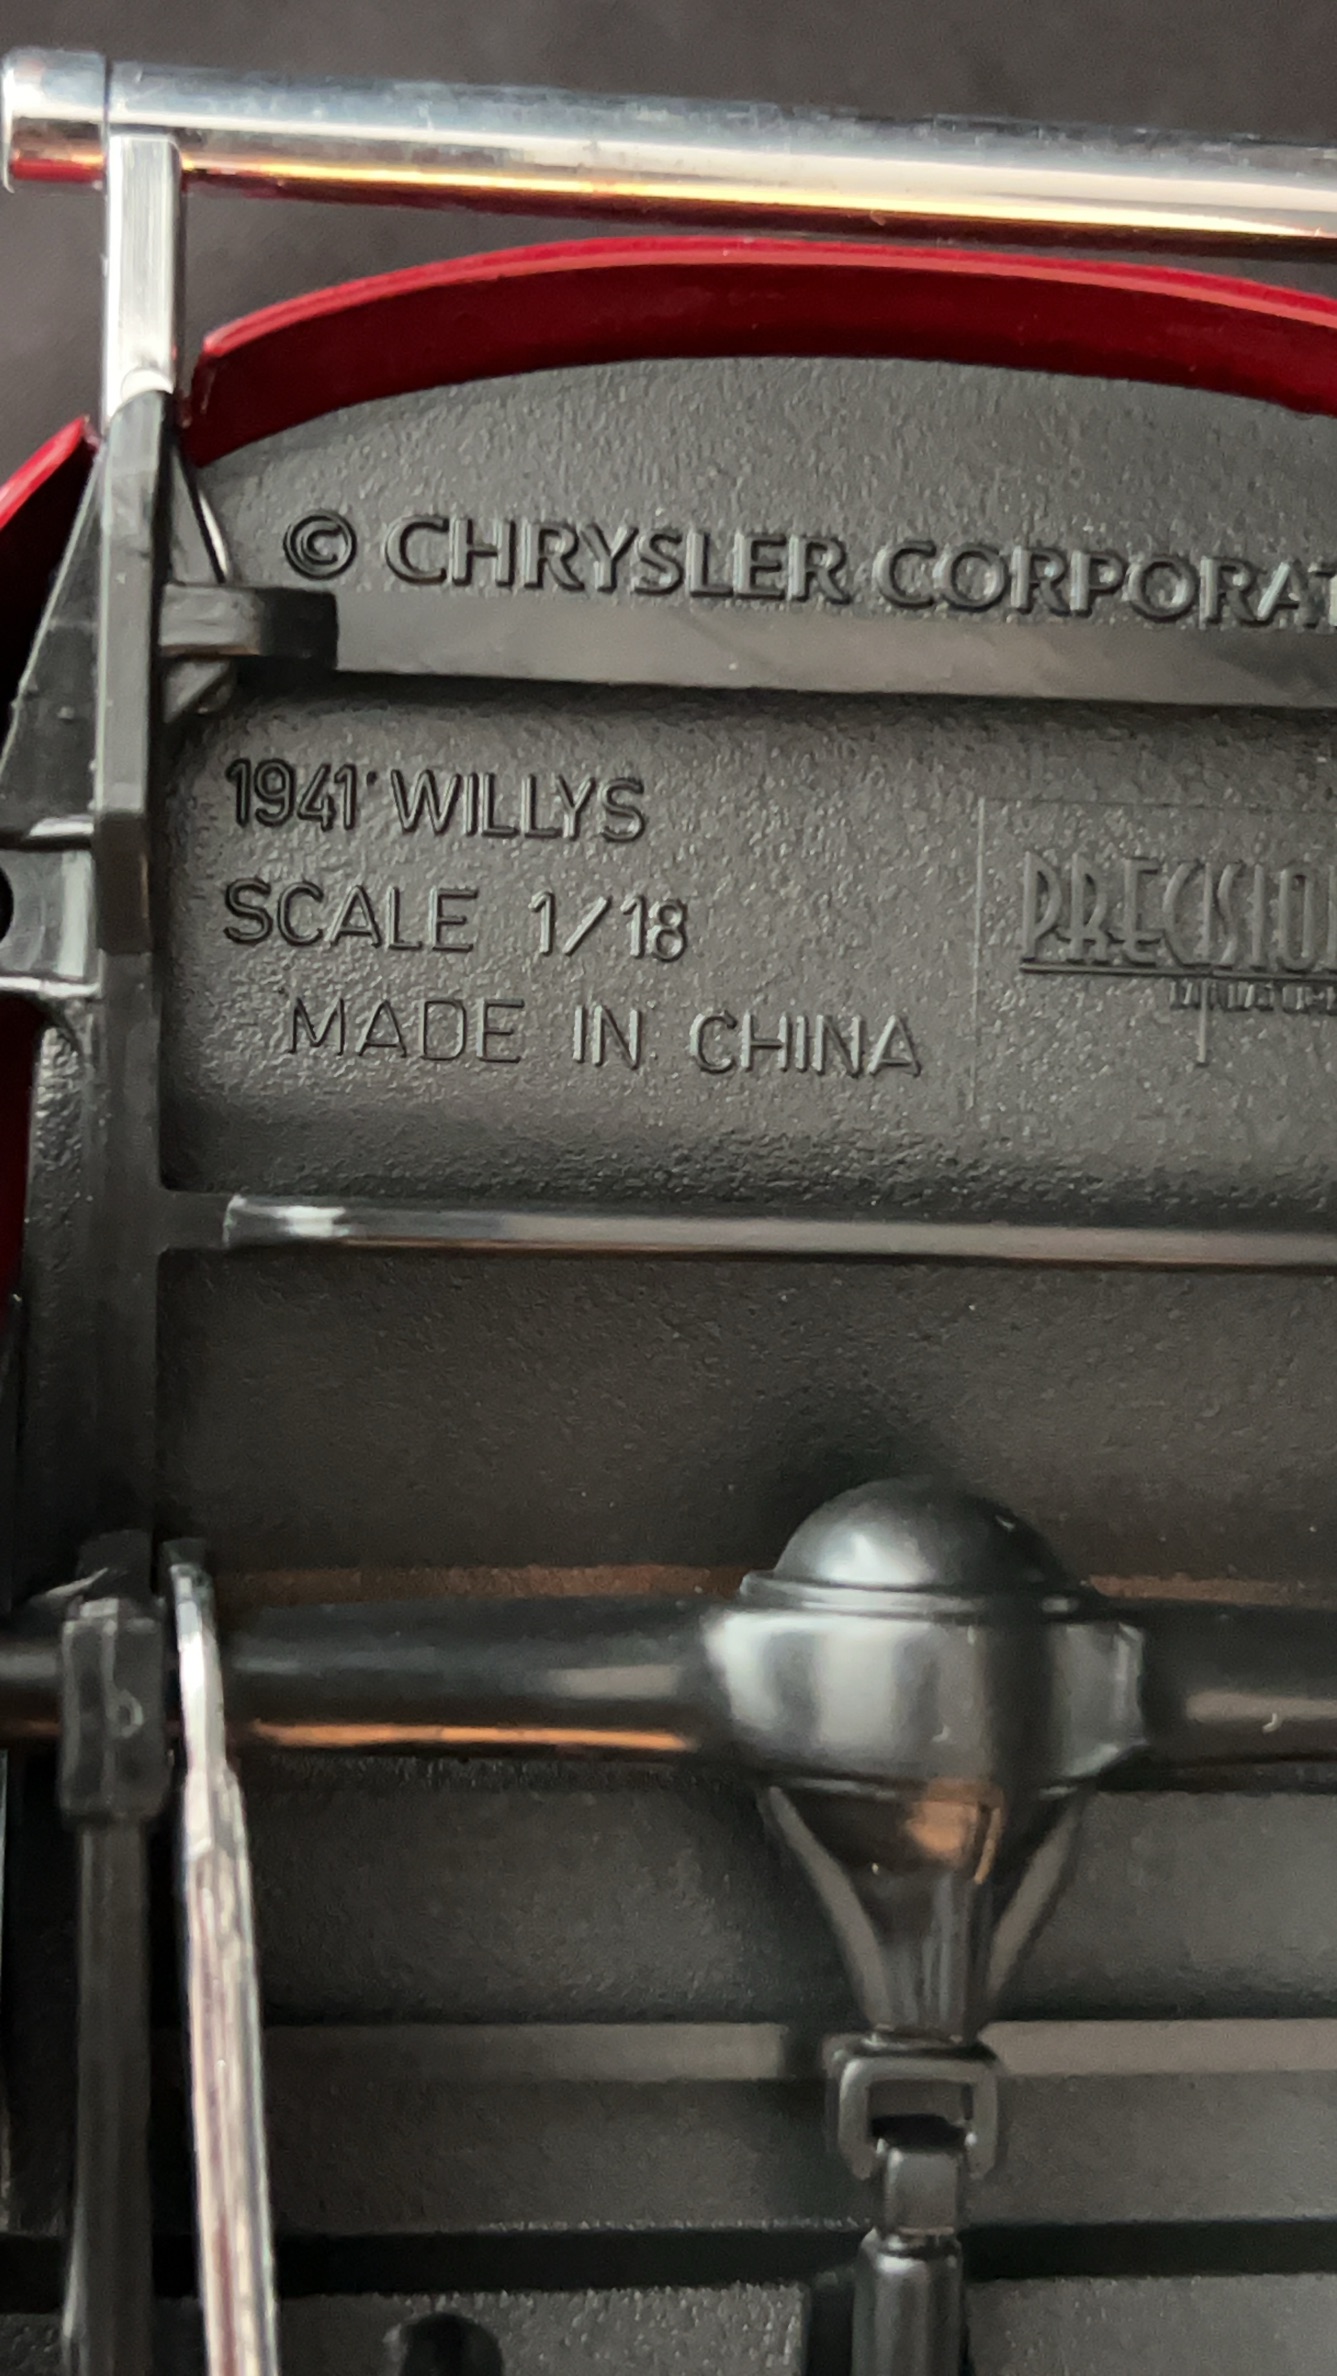 © CHRYSLER CORPORAT
1941 WILLYS
SCALE 1/18
MADE IN CHINA
PRECISION